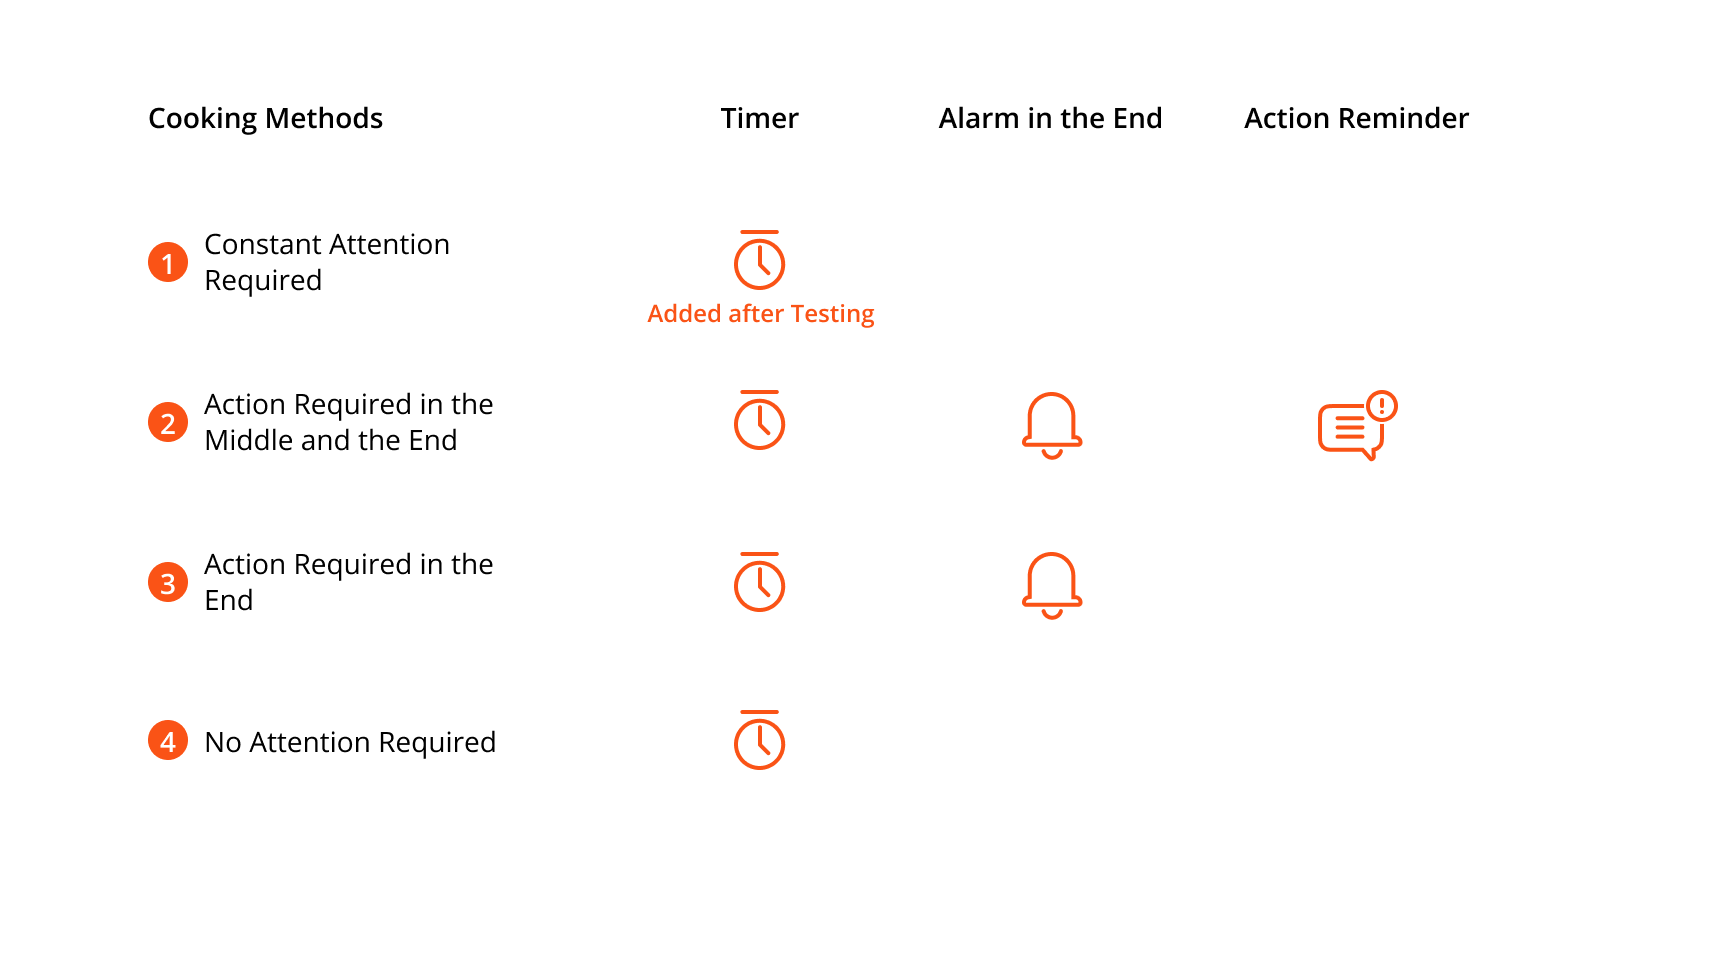 Cooking Methods
Timer
Alarm in the End
Action Reminder
1
Constant Attention
Required
Added after Testing
2
Action Required in the
Middle and the End
3
Action Required in the
End
4
No Attention Required